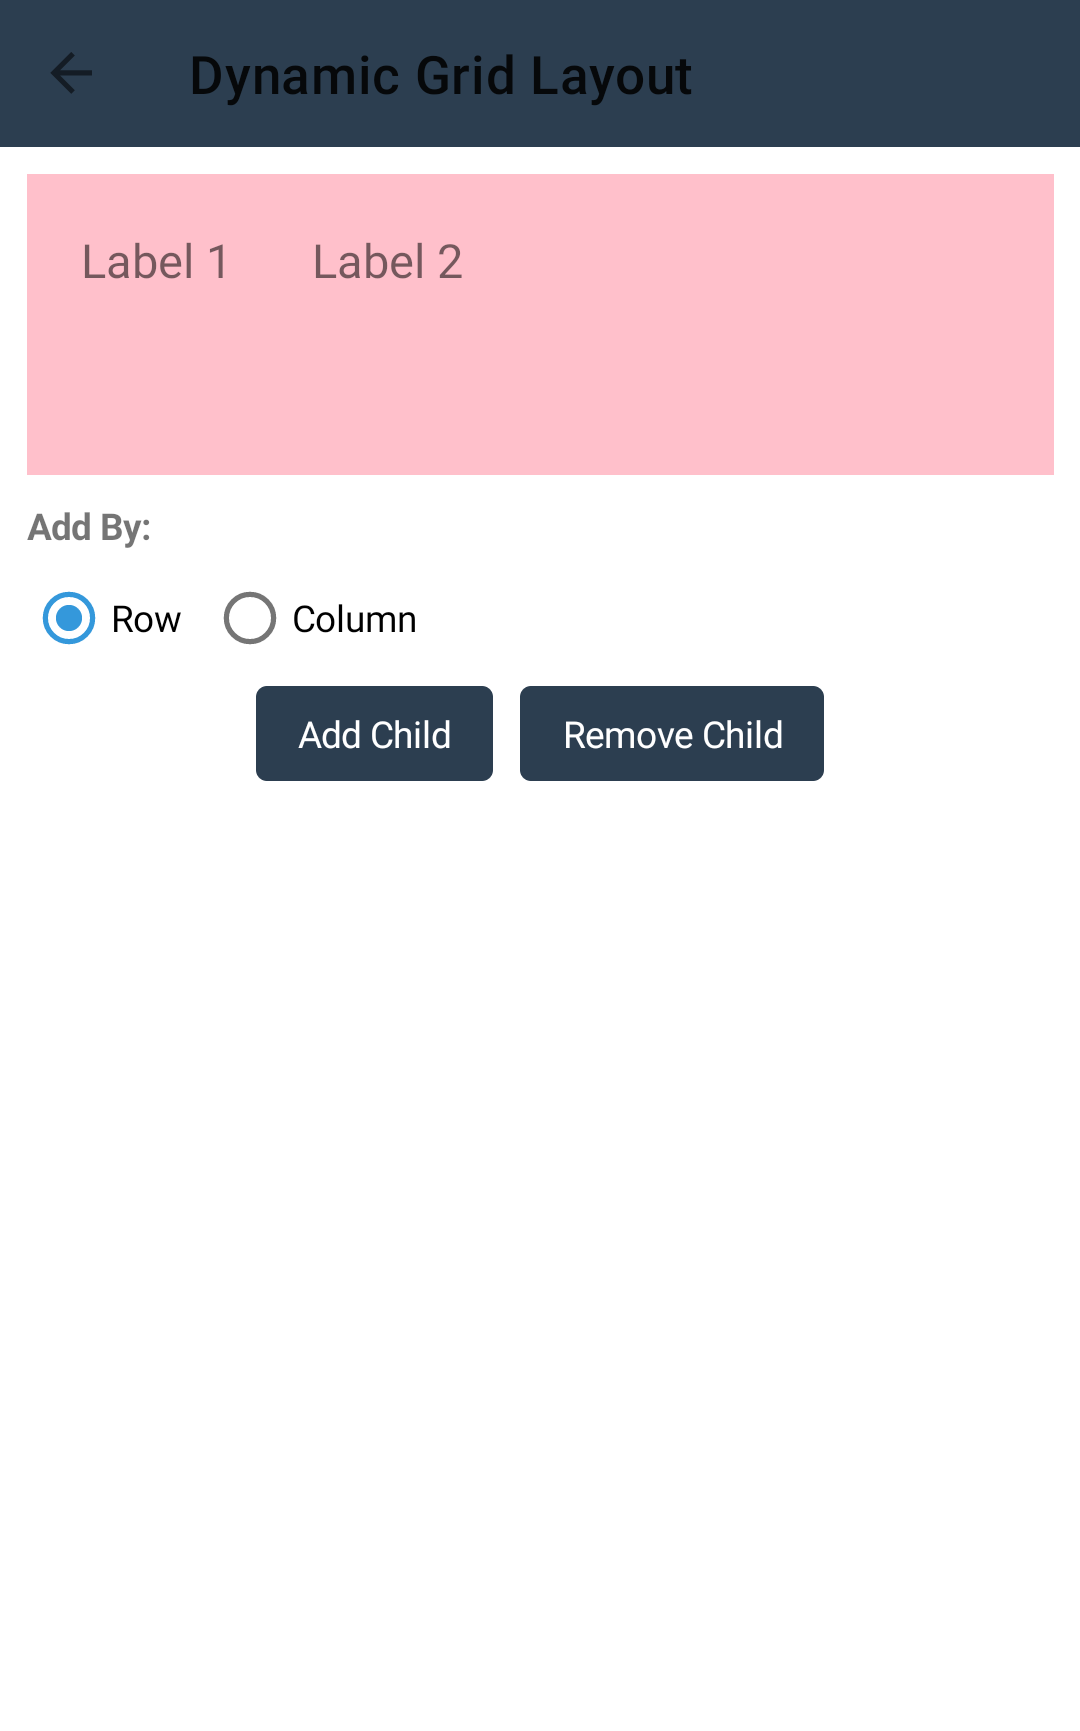 Dynamic Grid Layout
Label 1 Label 2
Add By:
Row Column
Add Child Remove Child